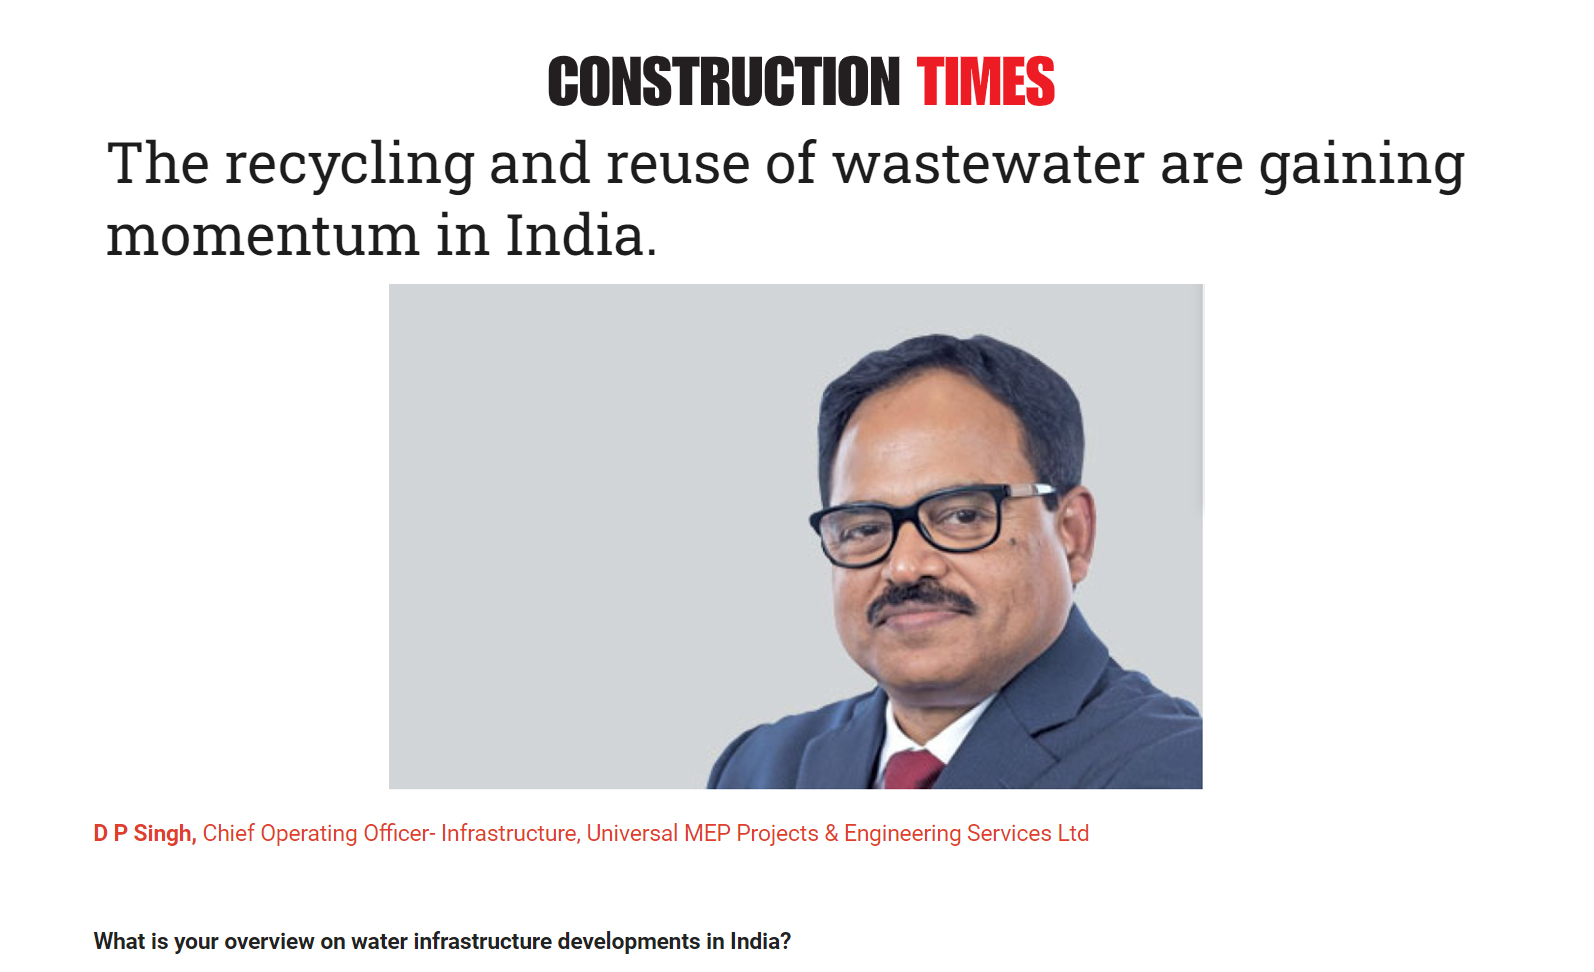 CONSTRUCTION TIMES
The recycling and reuse of wastewater are gaining
momentum in India.
D P Singh, Chief Operating Officer- Infrastructure, Universal MEP Projects & Engineering Services Ltd
What is your overview on water infrastructure developments in India?